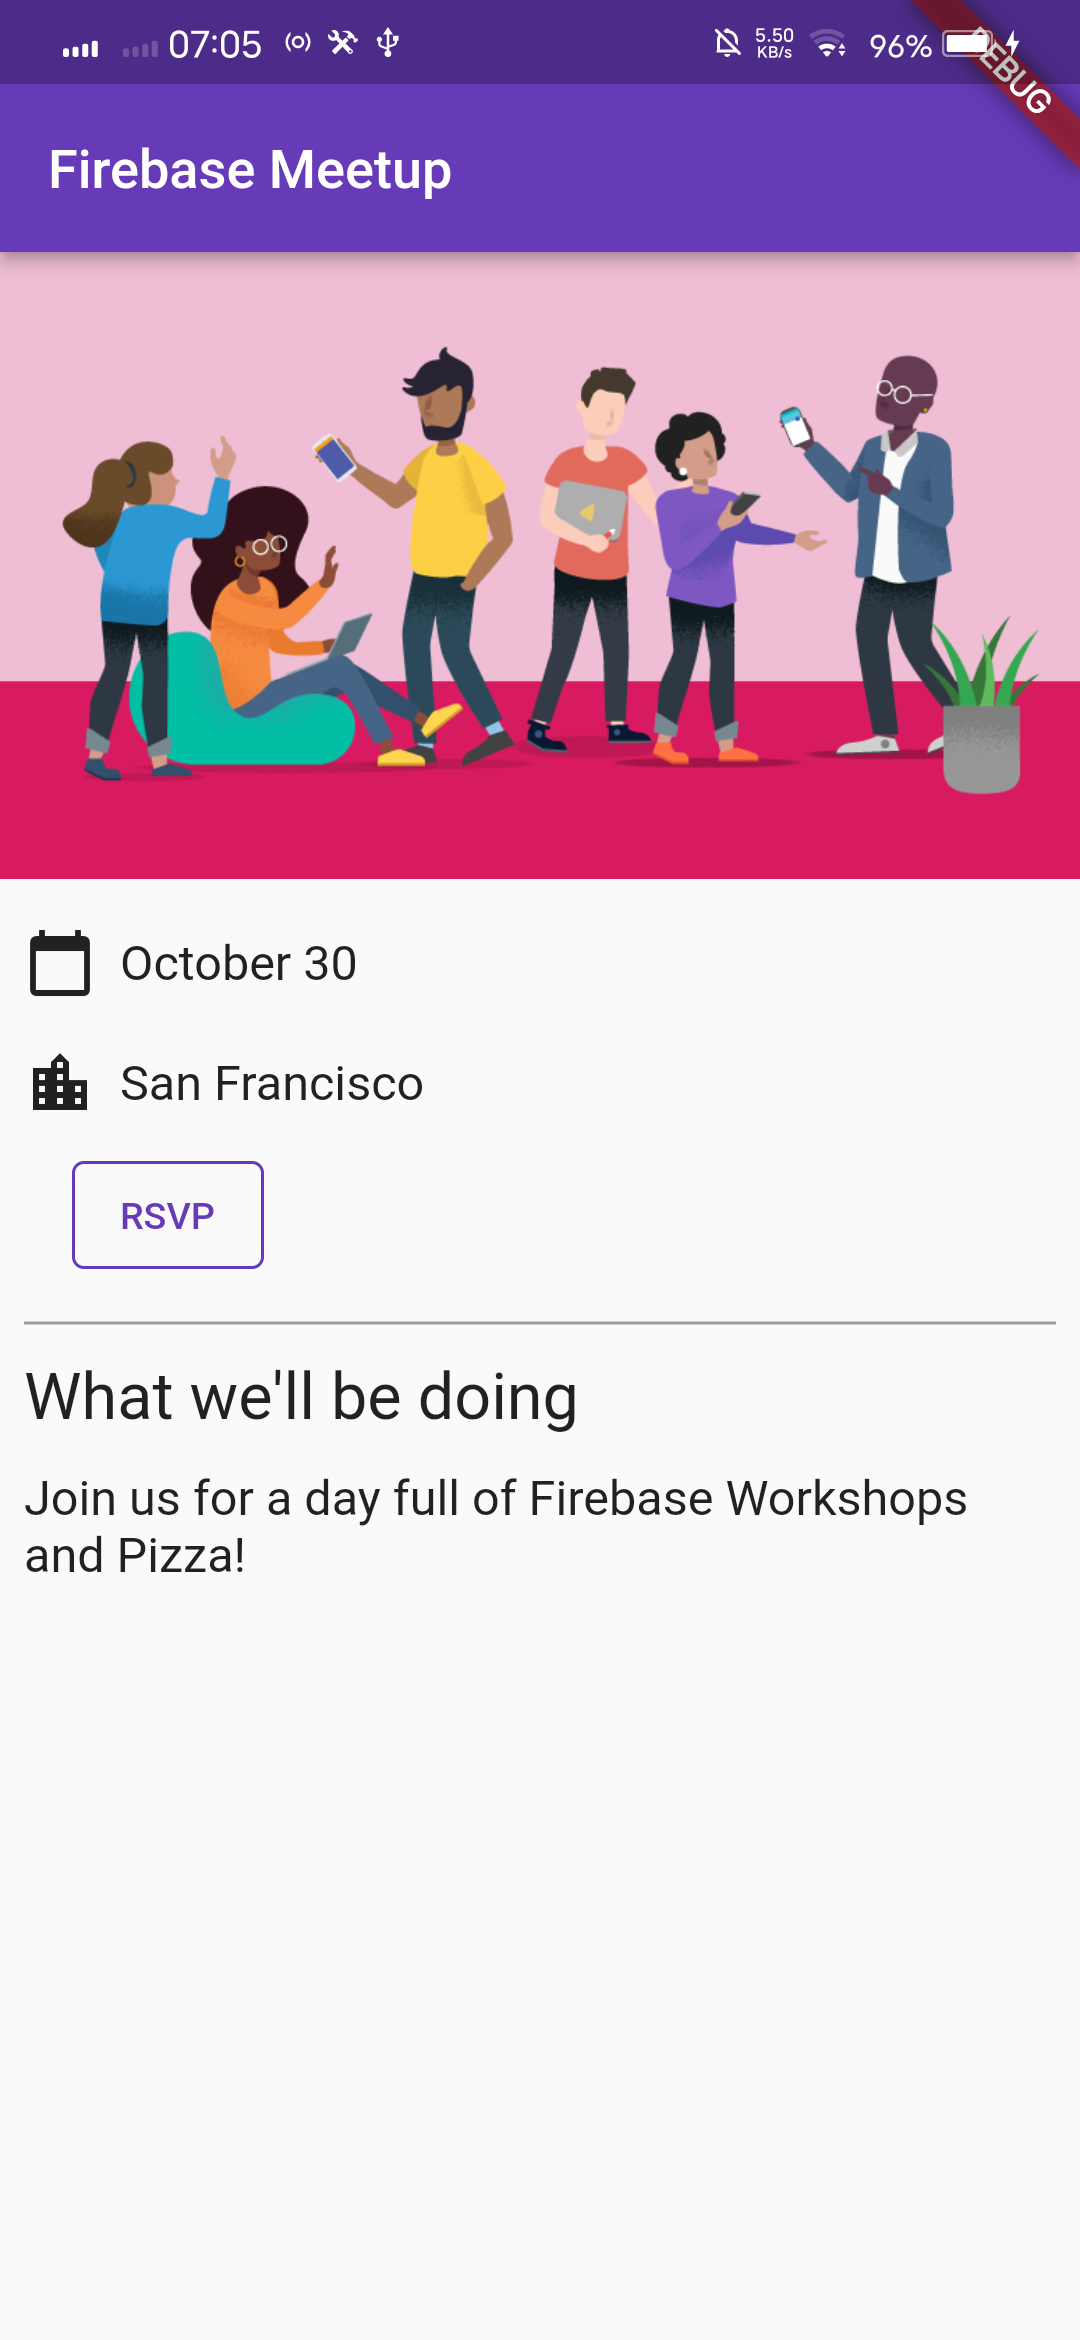 07:05 5.50 KB/s 96%
DEBUG
Firebase Meetup
October 30
San Francisco
RSVP
What we'll be doing
Join us for a day full of Firebase Workshops
and Pizza!